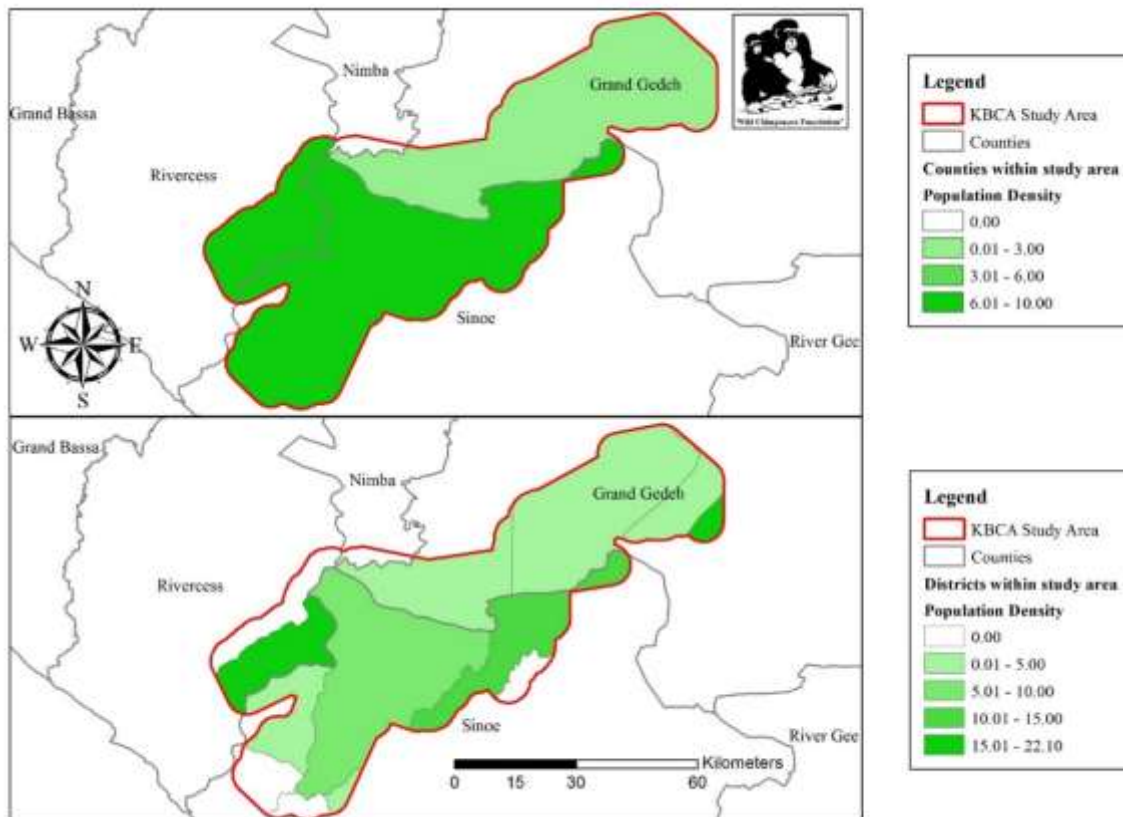 Nimba
Grand Gedeh
Grand Bassa
Rivercess
Sinoe
River Gee
N
W
E
S
"Wild Chimpanzee Foundation"
Legend
KBCA Study Area
Counties
Counties within study area
Population Density
0.00
0.01 - 3.00
3.01 - 6.00
6.01 - 10.00
Grand Bassa
Nimba
Grand Gedeh
Rivercess
Sinoe
River Gee
Kilometers
0 15 30 60
Legend
KBCA Study Area
Counties
Districts within study area
Population Density
0.00
0.01 - 5.00
5.01 - 10.00
10.01 - 15.00
15.01 - 22.10